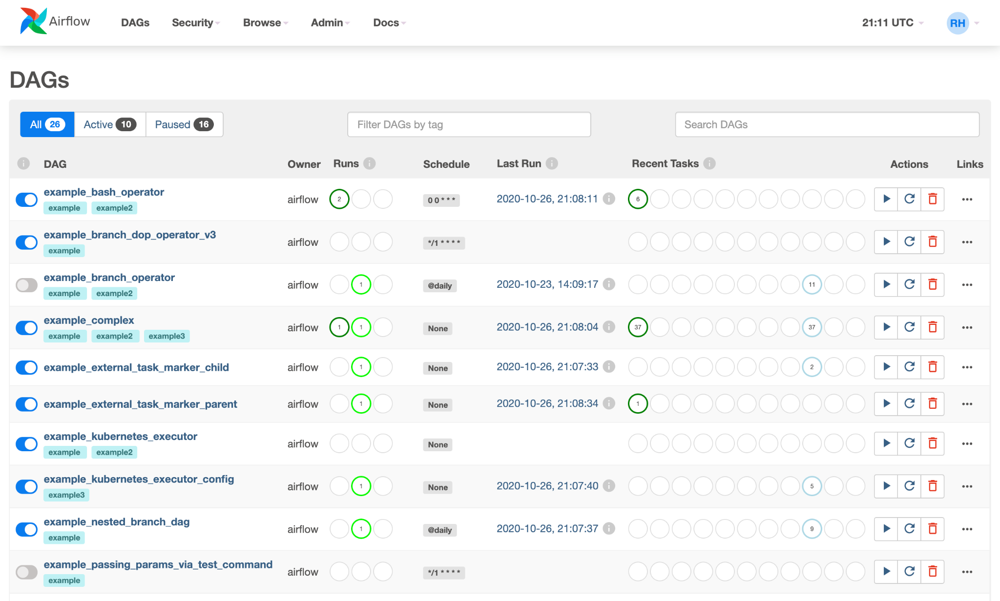 Airflow DAGs Security Browse Admin Docs 21:11 UTC RH
DAGs
All 26 Active 10 Paused 16 Filter DAGs by tag Search DAGs
i DAG Owner Runs i Schedule Last Run i Recent Tasks i Actions Links
example_bash_operator
airflow 2 0 0 * * * 2020-10-26, 21:08:11 i 6
example example2
example_branch_dop_operator_v3
airflow */1 * * * *
example
example_branch_operator
airflow 1 @daily 2020-10-23, 14:09:17 i 11
example example2
example_complex
airflow 1 1 None 2020-10-26, 21:08:04 i 37 37
example example2 example3
example_external_task_marker_child airflow 1 None 2020-10-26, 21:07:33 i 2
example_external_task_marker_parent airflow 1 None 2020-10-26, 21:08:34 i 1
example_kubernetes_executor
airflow None
example example2
example_kubernetes_executor_config
airflow 1 None 2020-10-26, 21:07:40 i 5
example3
example_nested_branch_dag
airflow 1 @daily 2020-10-26, 21:07:37 i 9
example
example_passing_params_via_test_command
airflow */1 * * * *
example